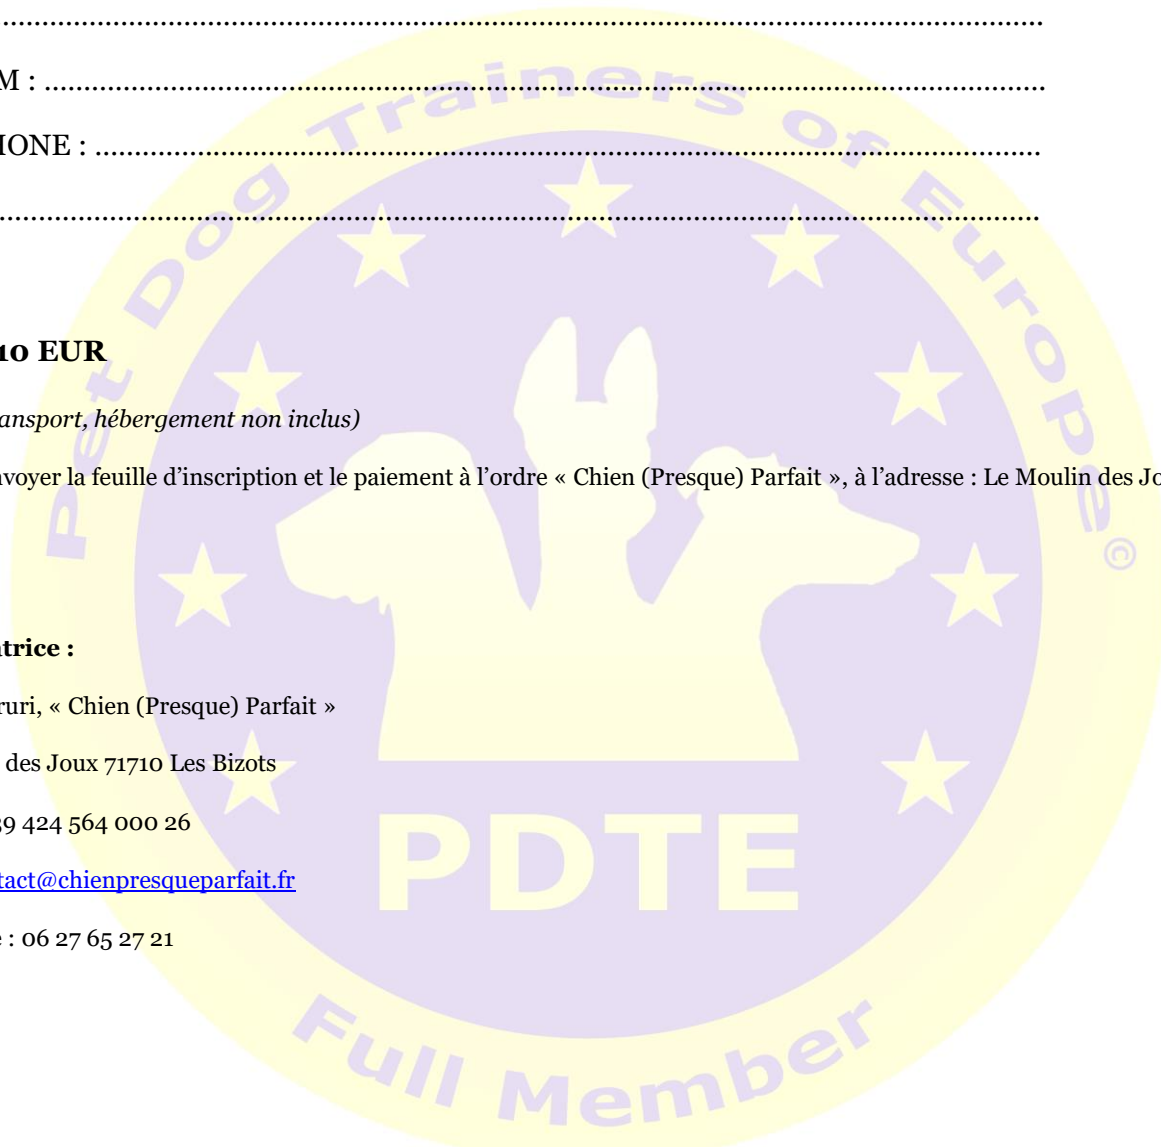 .......................................................................................................................
M : .......................................................................................................................
HONE : ...............................................................................................................
.......................................................................................................................
10 EUR
ansport, hébergement non inclus)
nvoyer la feuille d’inscription et le paiement à l’ordre « Chien (Presque) Parfait », à l’adresse : Le Moulin des Jo
atrice :
ruri, « Chien (Presque) Parfait »
des Joux 71710 Les Bizots
39 424 564 000 26
tact@chienpresqueparfait.fr
e : 06 27 65 27 21
Pet Dog Trainers of Europe©
PDTE
Full Member